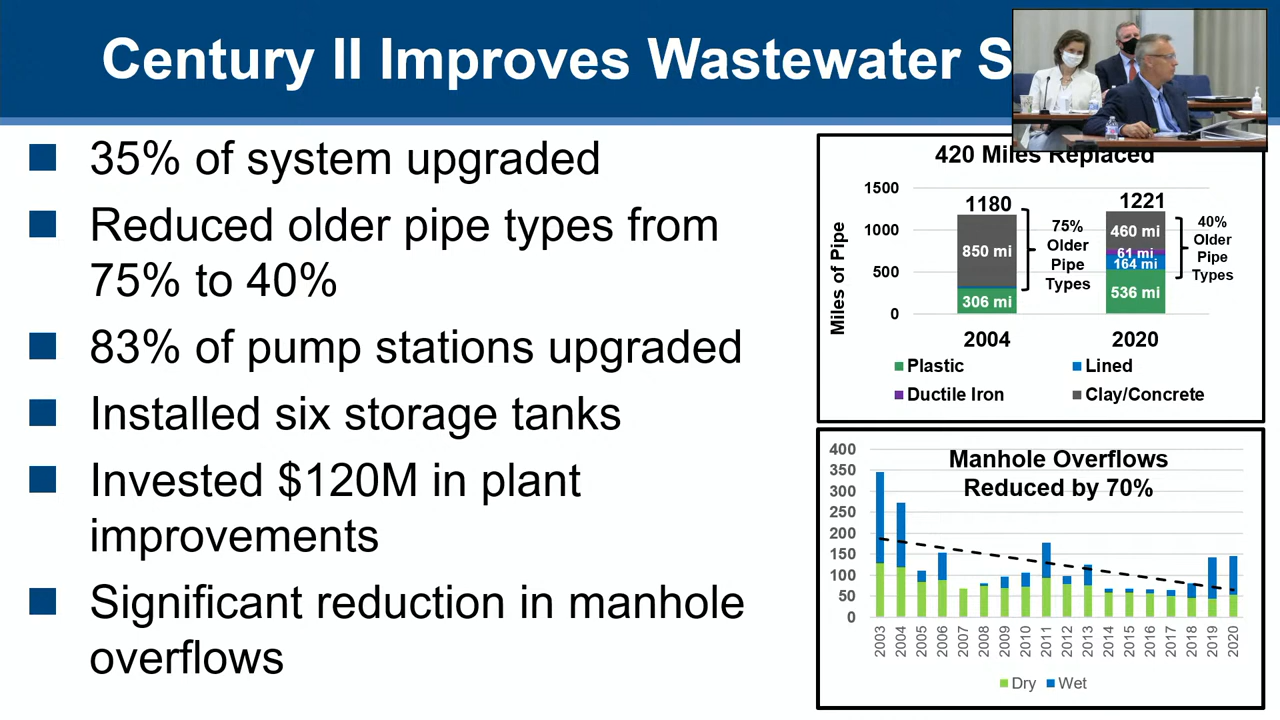 Century II Improves Wastewater S
35% of system upgraded
Reduced older pipe types from
75% to 40%
83% of pump stations upgraded
Installed six storage tanks
Invested $120M in plant
improvements
Significant reduction in manhole
overflows
420 Miles Replaced
Miles of Pipe
1500
1000
500
0
1180
850 mi
306 mi
75%
Older
Pipe
Types
1221
460 mi
61 mi
164 mi
536 mi
40%
Older
Pipe
Types
2004
2020
Plastic
Lined
Ductile Iron
Clay/Concrete
Manhole Overflows
Reduced by 70%
400
350
300
250
200
150
100
50
0
2003
2004
2005
2006
2007
2008
2009
2010
2011
2012
2013
2014
2015
2016
2017
2018
2019
2020
Dry
Wet